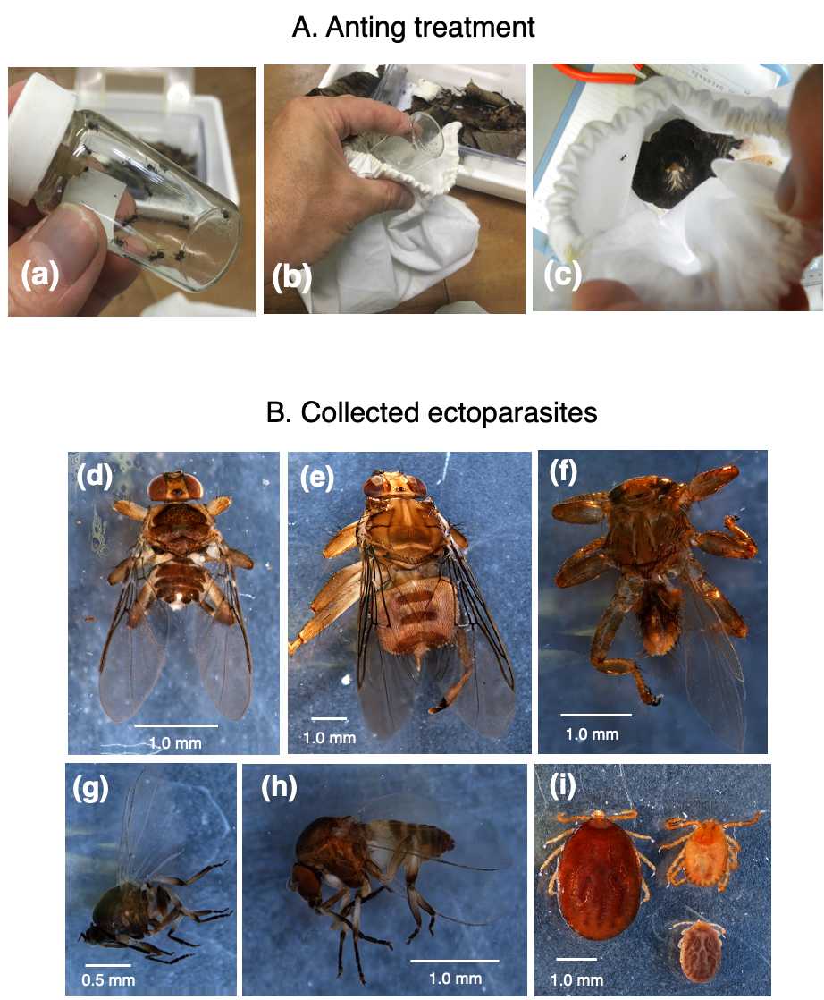 A. Anting treatment
(a)
(b)
(c)
B. Collected ectoparasites
(d)
1.0 mm
(e)
1.0 mm
(f)
1.0 mm
(g)
0.5 mm
(h)
1.0 mm
(i)
1.0 mm